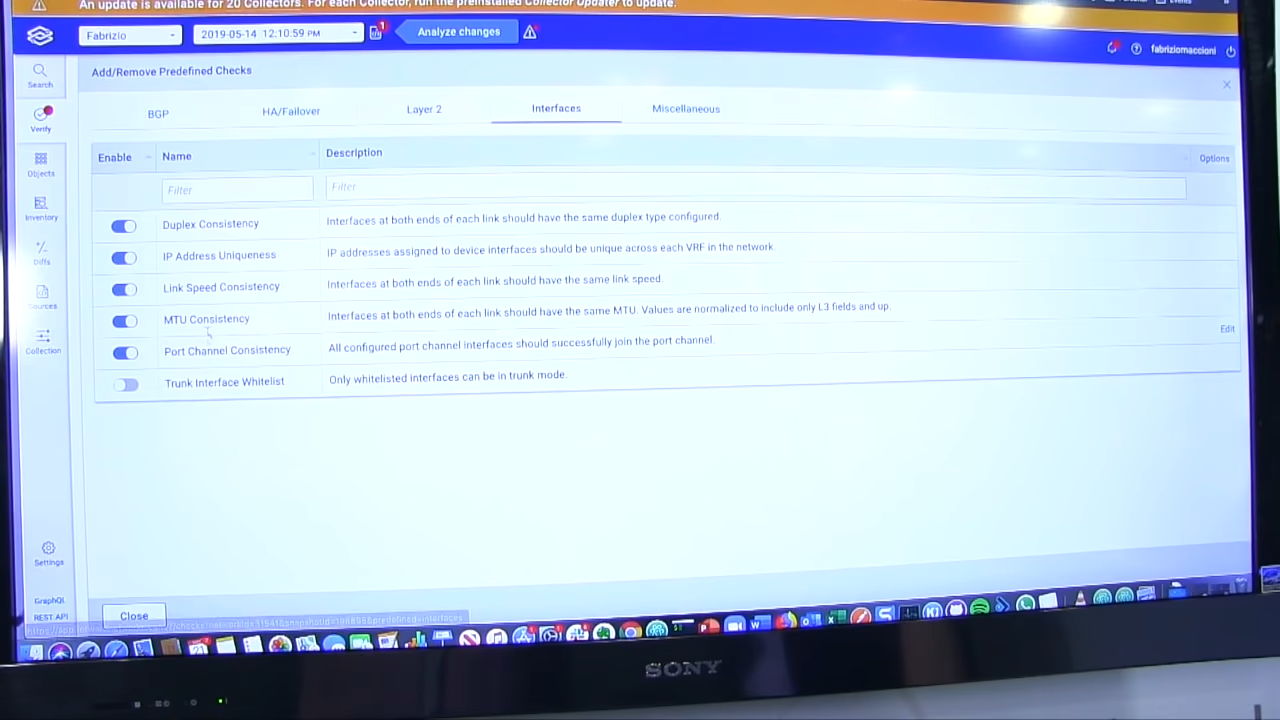 An update is available for 20 Collectors. For each Collector, run the preinstalled Collector Updater to update.
Fabrizio
2019-05-14 12:10:59 PM
1
Analyze changes
fabriziomaccioni
Search
Verify
Objects
Inventory
Diffs
Sources
Collection
Settings
GraphQL
REST API
Add/Remove Predefined Checks
BGP
HA/Failover
Layer 2
Interfaces
Miscellaneous
Enable Name Description Options
Filter Filter
Duplex Consistency Interfaces at both ends of each link should have the same duplex type configured.
IP Address Uniqueness IP addresses assigned to device interfaces should be unique across each VRF in the network.
Link Speed Consistency Interfaces at both ends of each link should have the same link speed.
MTU Consistency Interfaces at both ends of each link should have the same MTU. Values are normalized to include only L3 fields and up.
Port Channel Consistency All configured port channel interfaces should successfully join the port channel.
Edit
Trunk Interface Whitelist Only whitelisted interfaces can be in trunk mode.
Close
SONY